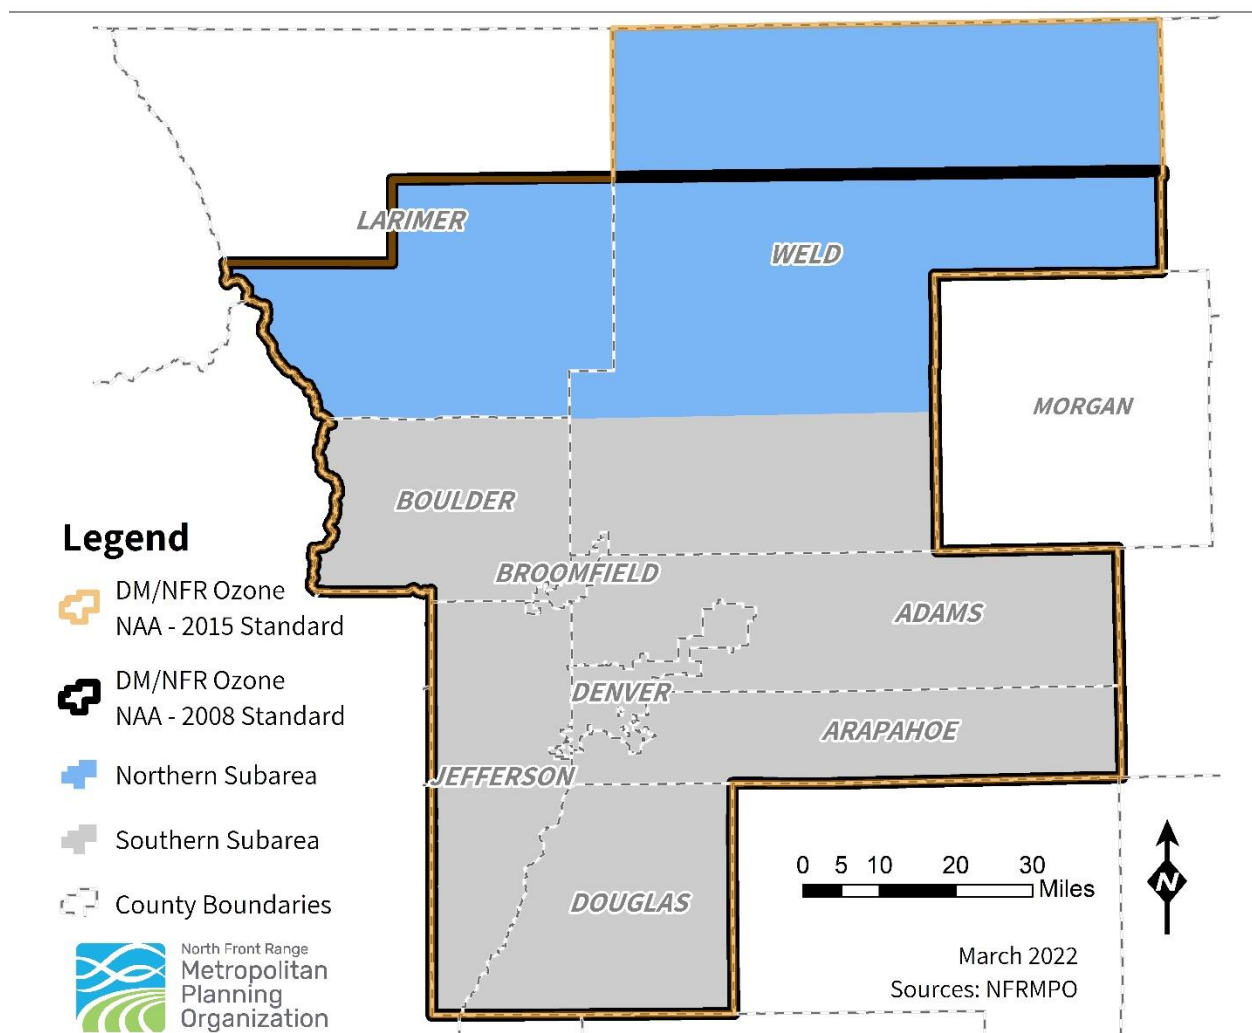 LARIMER
WELD
MORGAN
BOULDER
BROOMFIELD
ADAMS
DENVER
ARAPAHOE
JEFFERSON
DOUGLAS
Legend
DM/NFR Ozone
NAA - 2015 Standard
DM/NFR Ozone
NAA - 2008 Standard
Northern Subarea
Southern Subarea
County Boundaries
North Front Range
Metropolitan
Planning
Organization
0 5 10 20 30
Miles
N
March 2022
Sources: NFRMPO